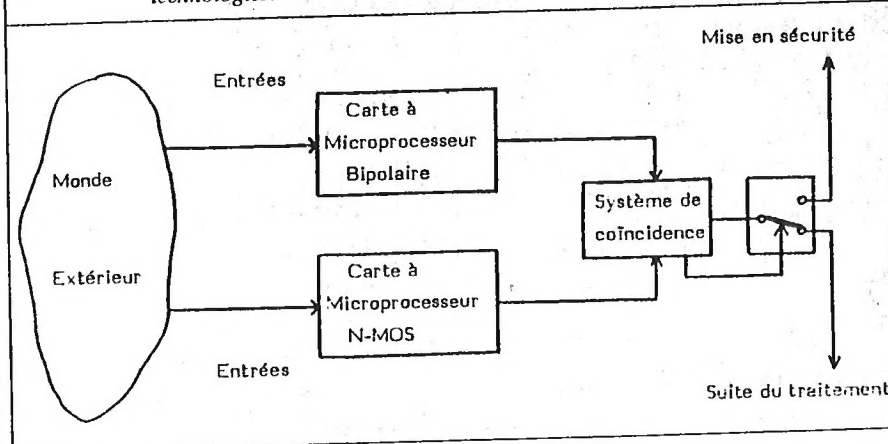 Mise en sécurité
Entrées
Carte à
Microprocesseur
Bipolaire
Monde
Extérieur
Système de
coïncidence
Carte à
Microprocesseur
N-MOS
Entrées
Suite du traitement